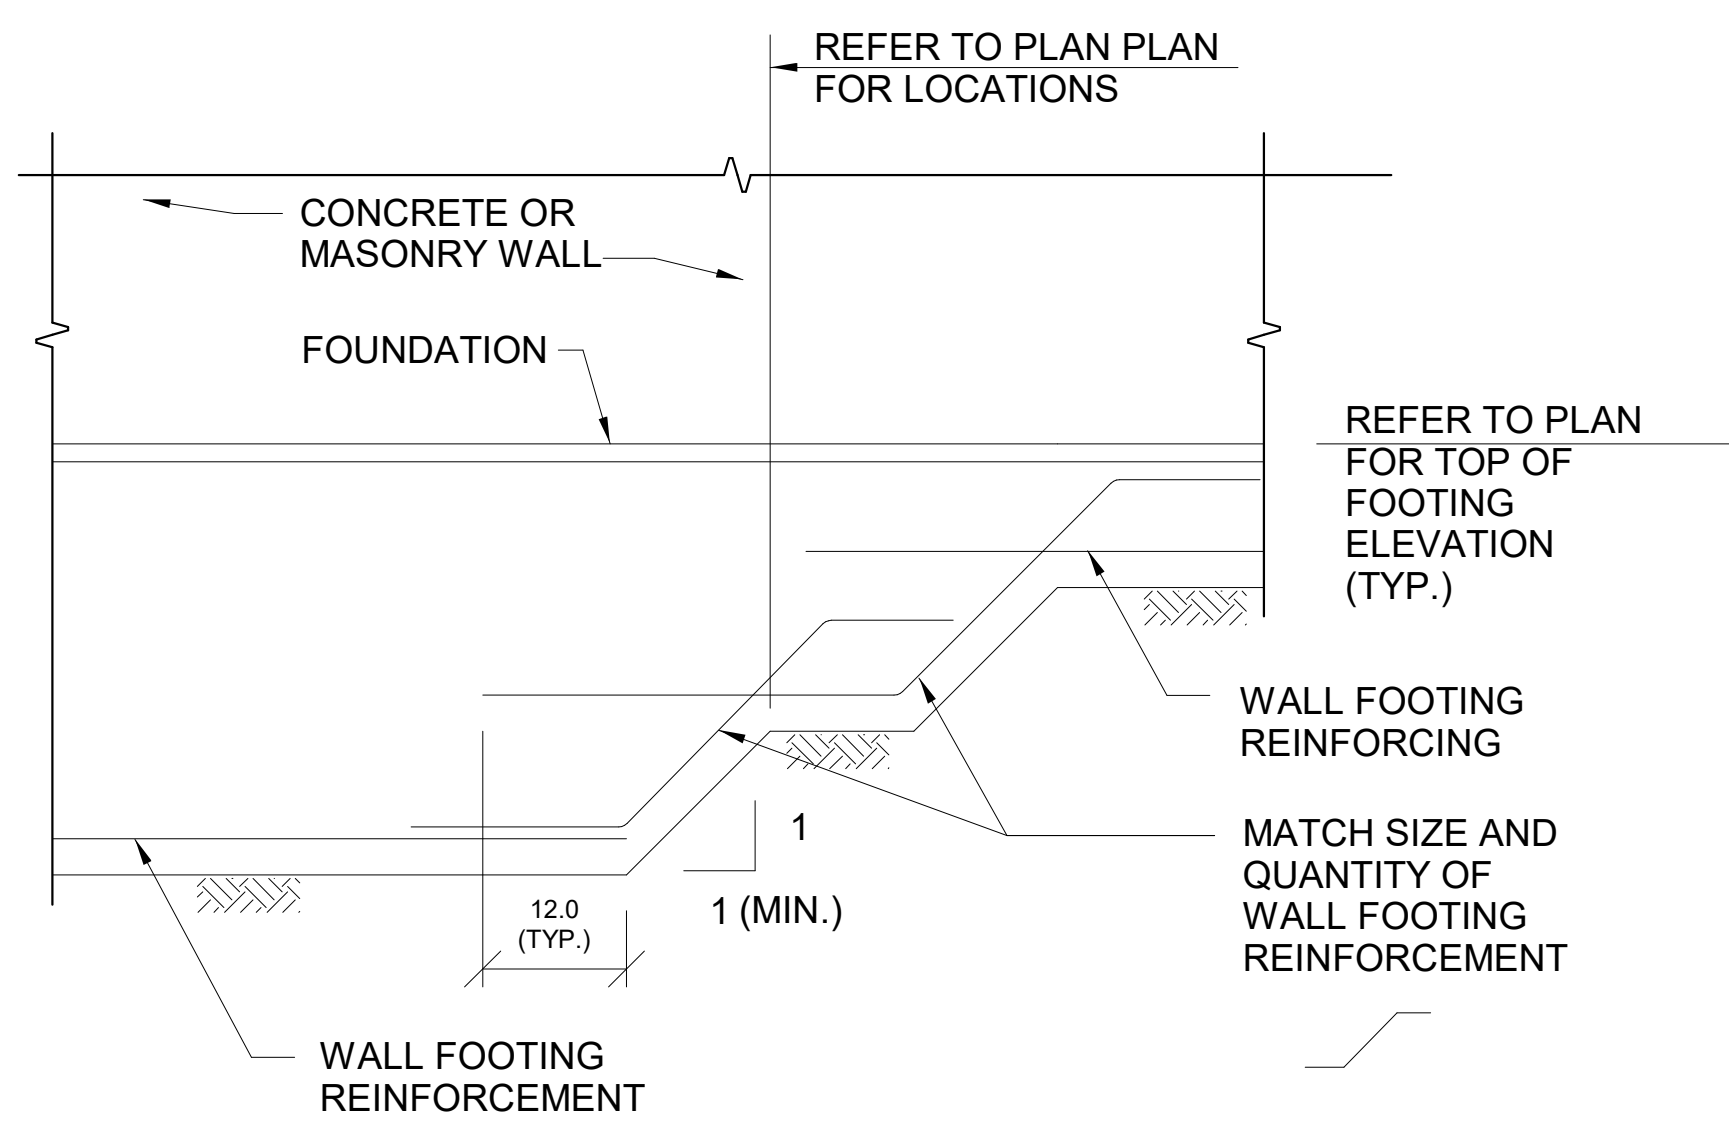 REFER TO PLAN PLAN
FOR LOCATIONS
CONCRETE OR
MASONRY WALL
FOUNDATION
REFER TO PLAN
FOR TOP OF
FOOTING
ELEVATION
(TYP.)
WALL FOOTING
REINFORCING
1
1 (MIN.)
MATCH SIZE AND
QUANTITY OF
WALL FOOTING
REINFORCEMENT
12.0
(TYP.)
WALL FOOTING
REINFORCEMENT